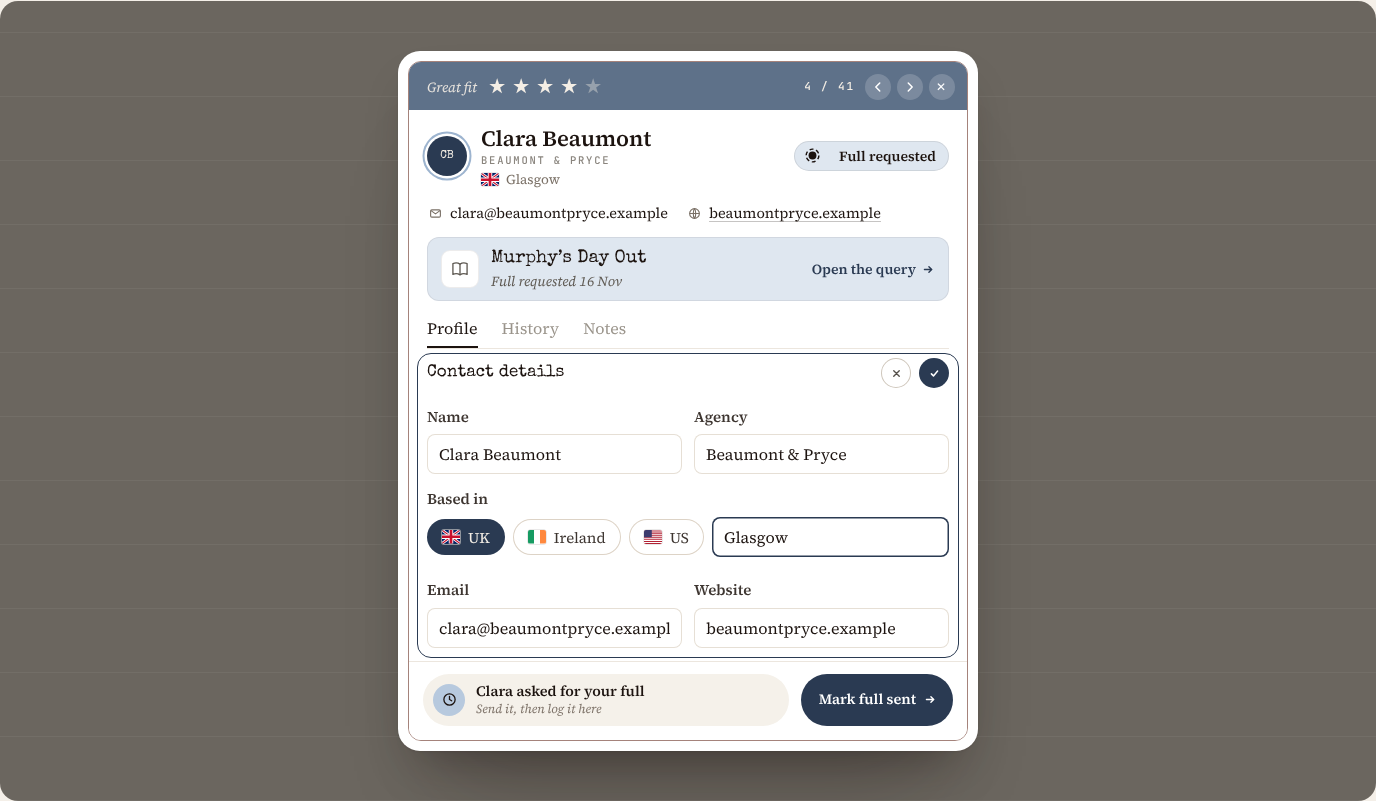 Great fit
4 / 41
CB
Clara Beaumont
BEAUMONT & PRYCE
Glasgow
Full requested
clara@beaumontpryce.example
beaumontpryce.example
Murphy’s Day Out
Full requested 16 Nov
Open the query
Profile
History
Notes
Contact details
Name
Agency
Clara Beaumont
Beaumont & Pryce
Based in
UK
Ireland
US
Glasgow
Email
Website
clara@beaumontpryce.exampl
beaumontpryce.example
Clara asked for your full
Send it, then log it here
Mark full sent